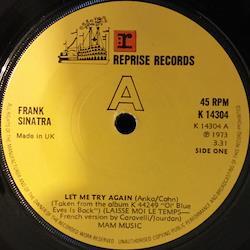 REPRISE RECORDS
FRANK
SINATRA
Made in UK
A
45 RPM
K 14304
K 14304 A
℗ 1973
3.31
SIDE ONE
LET ME TRY AGAIN (Anka/Cahn)
(Taken from the album K 44249 "Ol' Blue
Eyes Is Back") (LAISSE MOI LE TEMPS—
French version by Caravelli/Jourdan)
MAM MUSIC